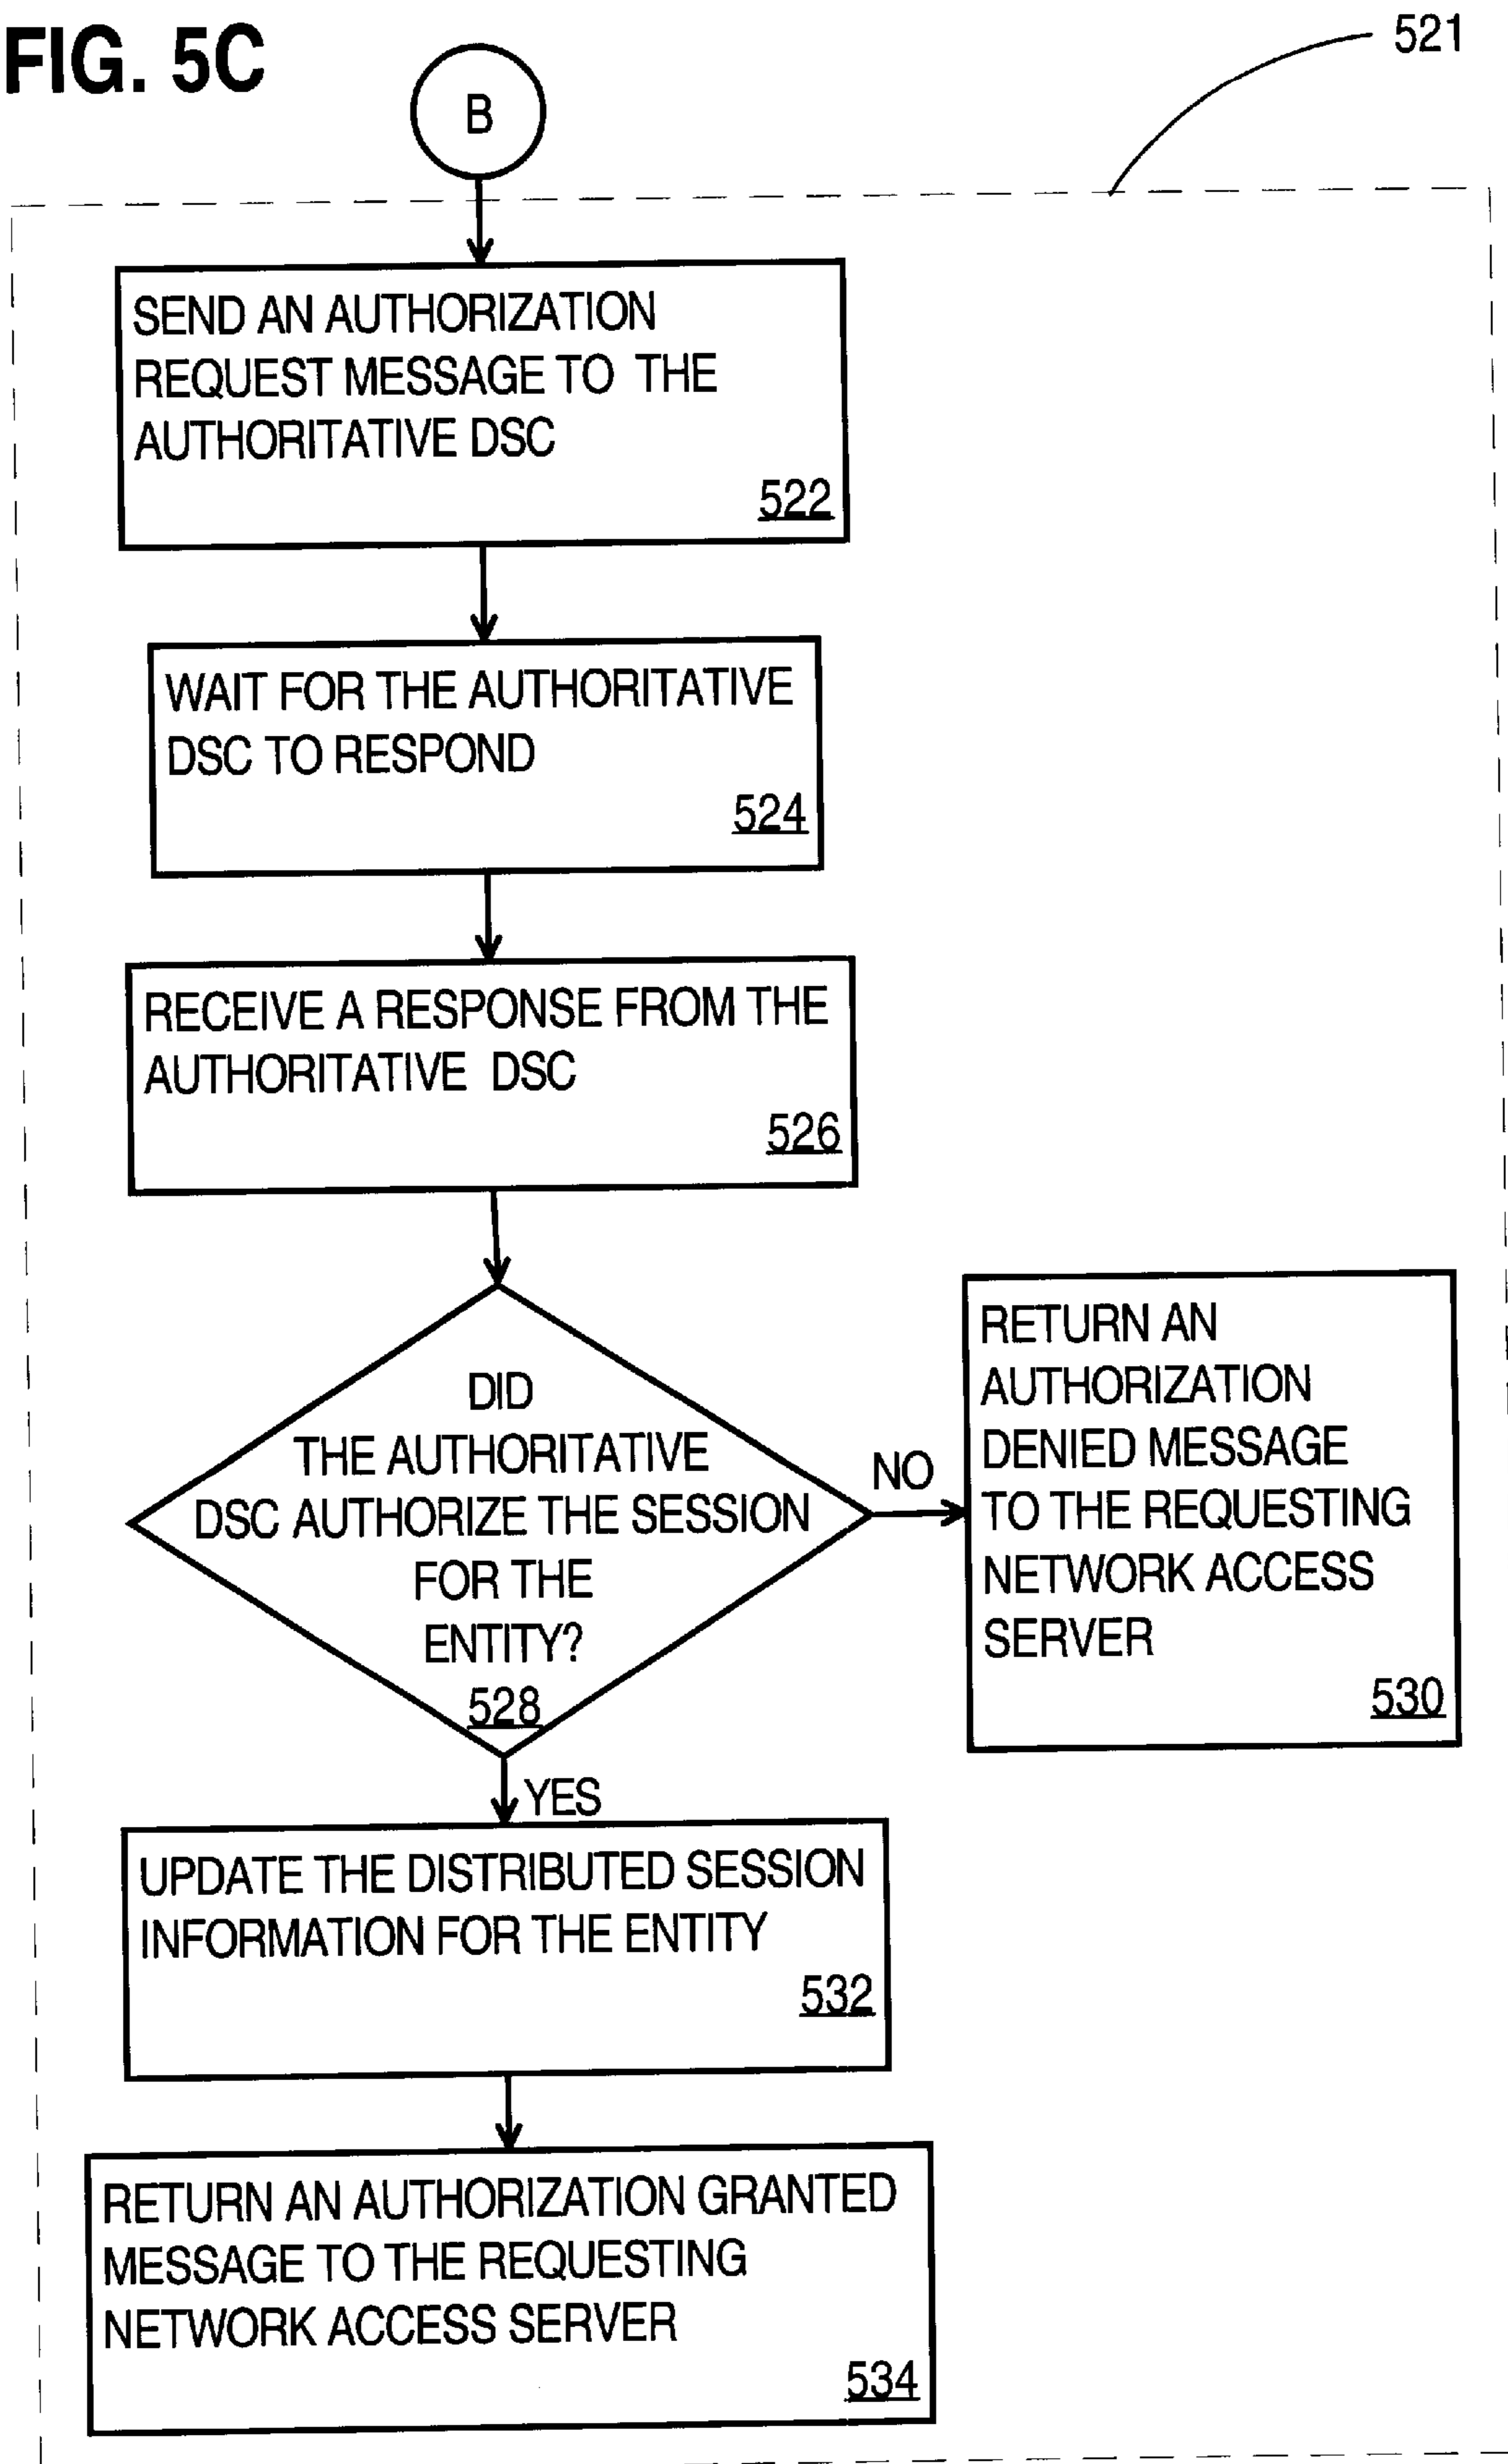 FIG. 5C
521
B
SEND AN AUTHORIZATION
REQUEST MESSAGE TO THE
AUTHORITATIVE DSC
522
WAIT FOR THE AUTHORITATIVE
DSC TO RESPOND
524
RECEIVE A RESPONSE FROM THE
AUTHORITATIVE DSC
526
DID
THE AUTHORITATIVE
DSC AUTHORIZE THE SESSION
FOR THE
ENTITY?
528
NO
RETURN AN
AUTHORIZATION
DENIED MESSAGE
TO THE REQUESTING
NETWORK ACCESS
SERVER
530
YES
UPDATE THE DISTRIBUTED SESSION
INFORMATION FOR THE ENTITY
532
RETURN AN AUTHORIZATION GRANTED
MESSAGE TO THE REQUESTING
NETWORK ACCESS SERVER
534